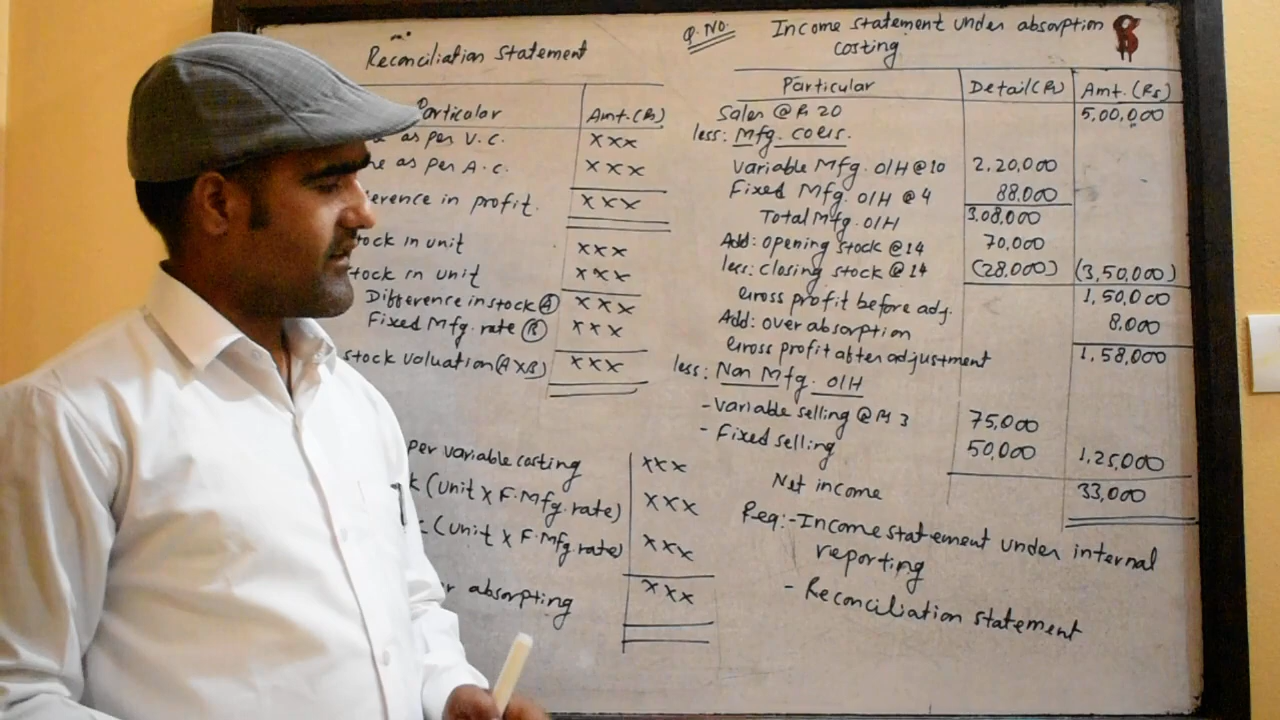 Reconciliation statement
Particular Amt.(Rs)
as per V.C. xxx
as per A.C. xxx
erence in profit. xxx
tock in unit xxx
tock in unit xxx
Difference in stock (A) xxx
Fixed Mfg. rate (B) xxx
stock valuation (AxB) xxx
per variable costing xxx
k (unit x F.Mfg. rate) xxx
(unit x F.Mfg. rate) xxx
r absorpting xxx
Q.NO. Income statement under absorption
costing
Particular Detail(Rs) Amt.(Rs)
Sales @ Rs 20 5,00,000
less: Mfg. costs.
Variable Mfg. O/H @10 2,20,000
Fixed Mfg. O/H @ 4 88,000
Total Mfg. O/H 3,08,000
Add: opening stock @14 70,000
less: closing stock @ 14 (28,000) (3,50,000)
Gross profit before adj. 1,50,000
Add: over absorption 8,000
Gross profit after adjustment 1,58,000
less: Non Mfg. O/H
- Variable selling @ Rs 3 75,000
- Fixed selling 50,000 1,25,000
Net income 33,000
Req:- Income statement under internal
reporting
- Reconciliation statement